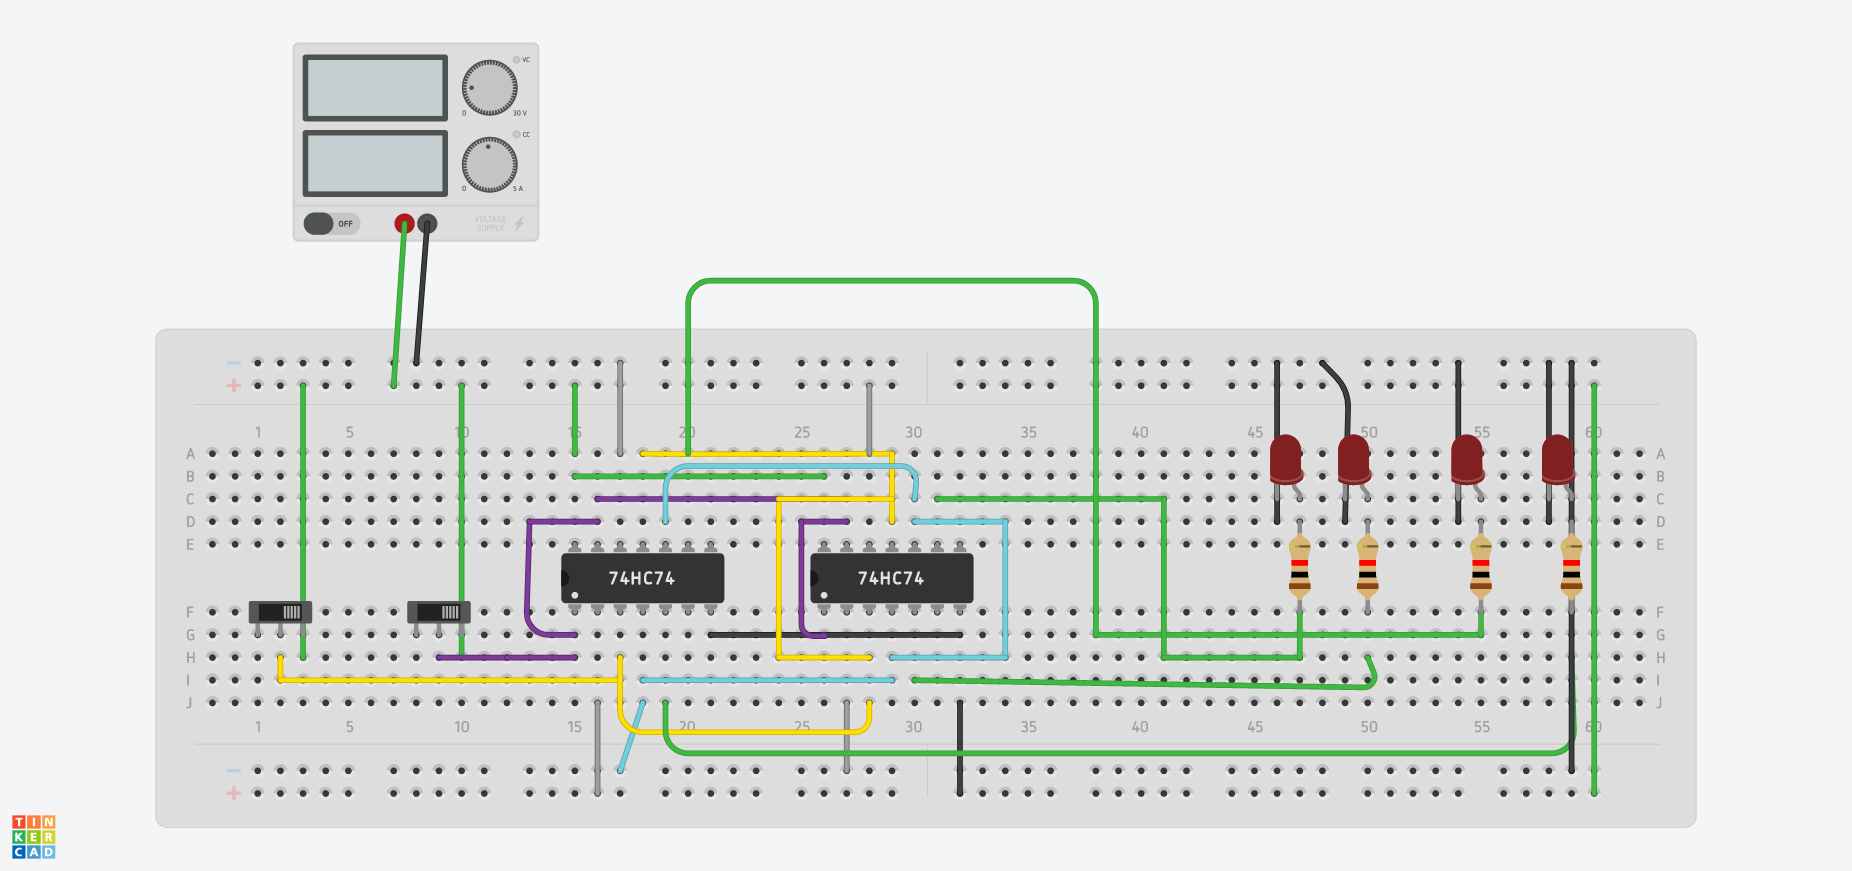 VC
0 30 V
CC
0 5 A
OFF VOLTAGE
SUPPLY
−
+
1 5 10 15 20 25 30 35 40 45 50 55 60
A A
B B
C C
D D
E E
74HC74 74HC74
F F
G G
H H
I I
J J
1 5 10 15 20 25 30 35 40 45 50 55 60
−
+
TIN
KER
CAD